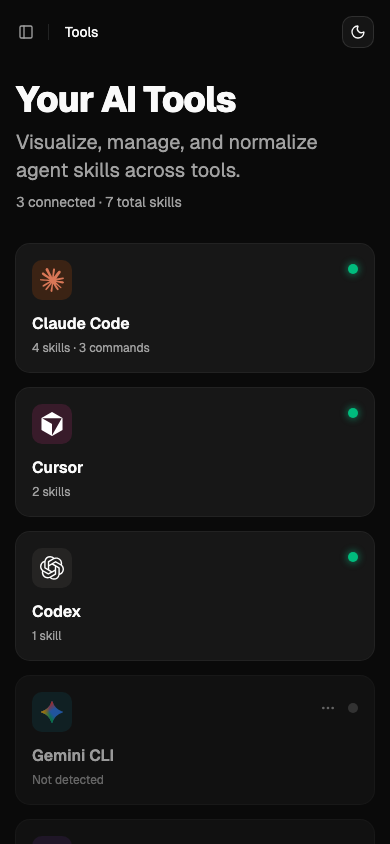 Tools
Your AI Tools
Visualize, manage, and normalize
agent skills across tools.
3 connected · 7 total skills
Claude Code
4 skills · 3 commands
Cursor
2 skills
Codex
1 skill
Gemini CLI
Not detected